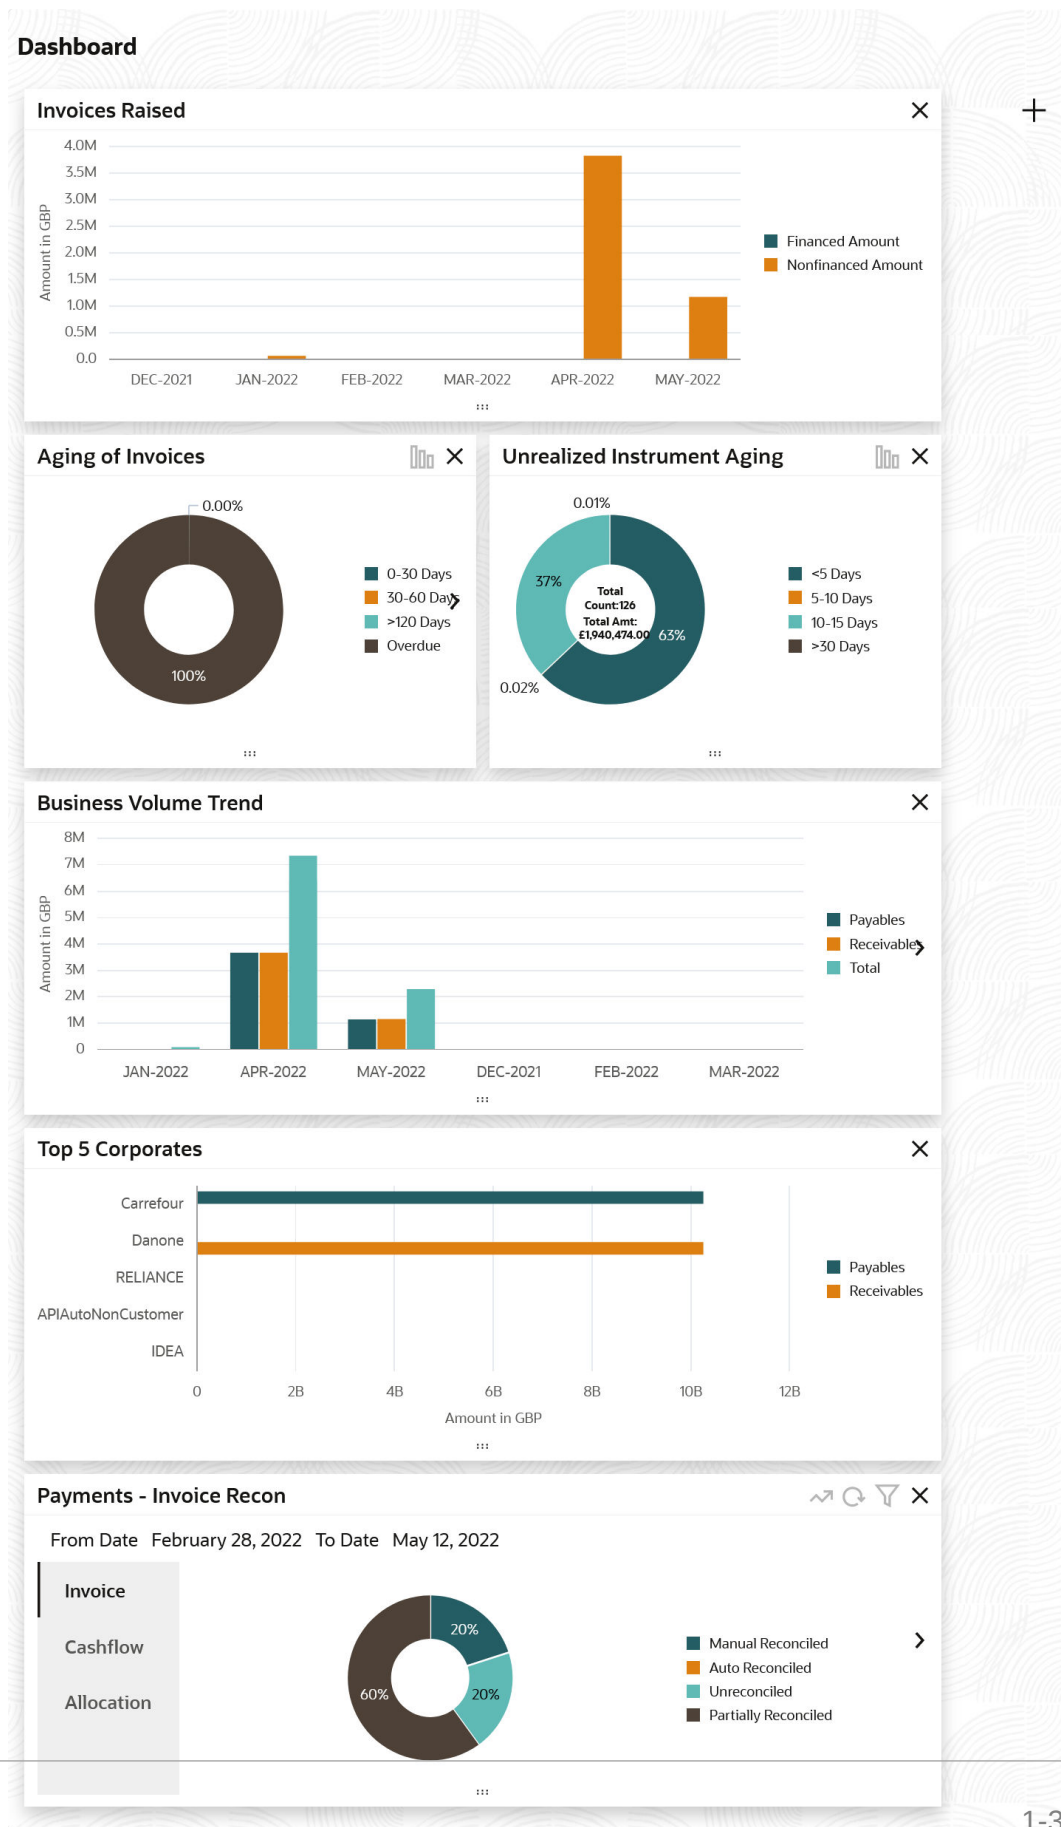 Dashboard
Invoices Raised
4.0M
3.5M
3.0M
2.5M
2.0M
1.5M
1.0M
0.5M
0.0
Amount in GBP
DEC-2021 JAN-2022 FEB-2022 MAR-2022 APR-2022 MAY-2022
Financed Amount
Nonfinanced Amount
Aging of Invoices
0.00%
100%
0-30 Days
30-60 Days
>120 Days
Overdue
Unrealized Instrument Aging
0.01%
37%
63%
0.02%
Total
Count:126
Total Amt:
£1,940,474.00
<5 Days
5-10 Days
10-15 Days
>30 Days
Business Volume Trend
8M
7M
6M
5M
4M
3M
2M
1M
0
Amount in GBP
JAN-2022 APR-2022 MAY-2022 DEC-2021 FEB-2022 MAR-2022
Payables
Receivables
Total
Top 5 Corporates
Carrefour
Danone
RELIANCE
APIAutoNonCustomer
IDEA
0 2B 4B 6B 8B 10B 12B
Amount in GBP
Payables
Receivables
Payments - Invoice Recon
From Date February 28, 2022 To Date May 12, 2022
Invoice
Cashflow
Allocation
20%
20%
60%
Manual Reconciled
Auto Reconciled
Unreconciled
Partially Reconciled
1-3